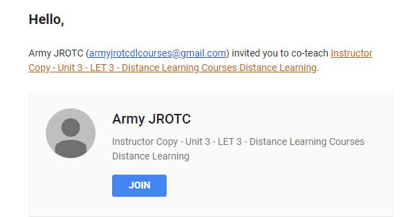 Hello,
Army JROTC (armyjrotcdlcourses@gmail.com) invited you to co-teach Instructor
Copy - Unit 3 - LET 3 - Distance Learning Courses Distance Learning.
Army JROTC
Instructor Copy - Unit 3 - LET 3 - Distance Learning Courses
Distance Learning
JOIN